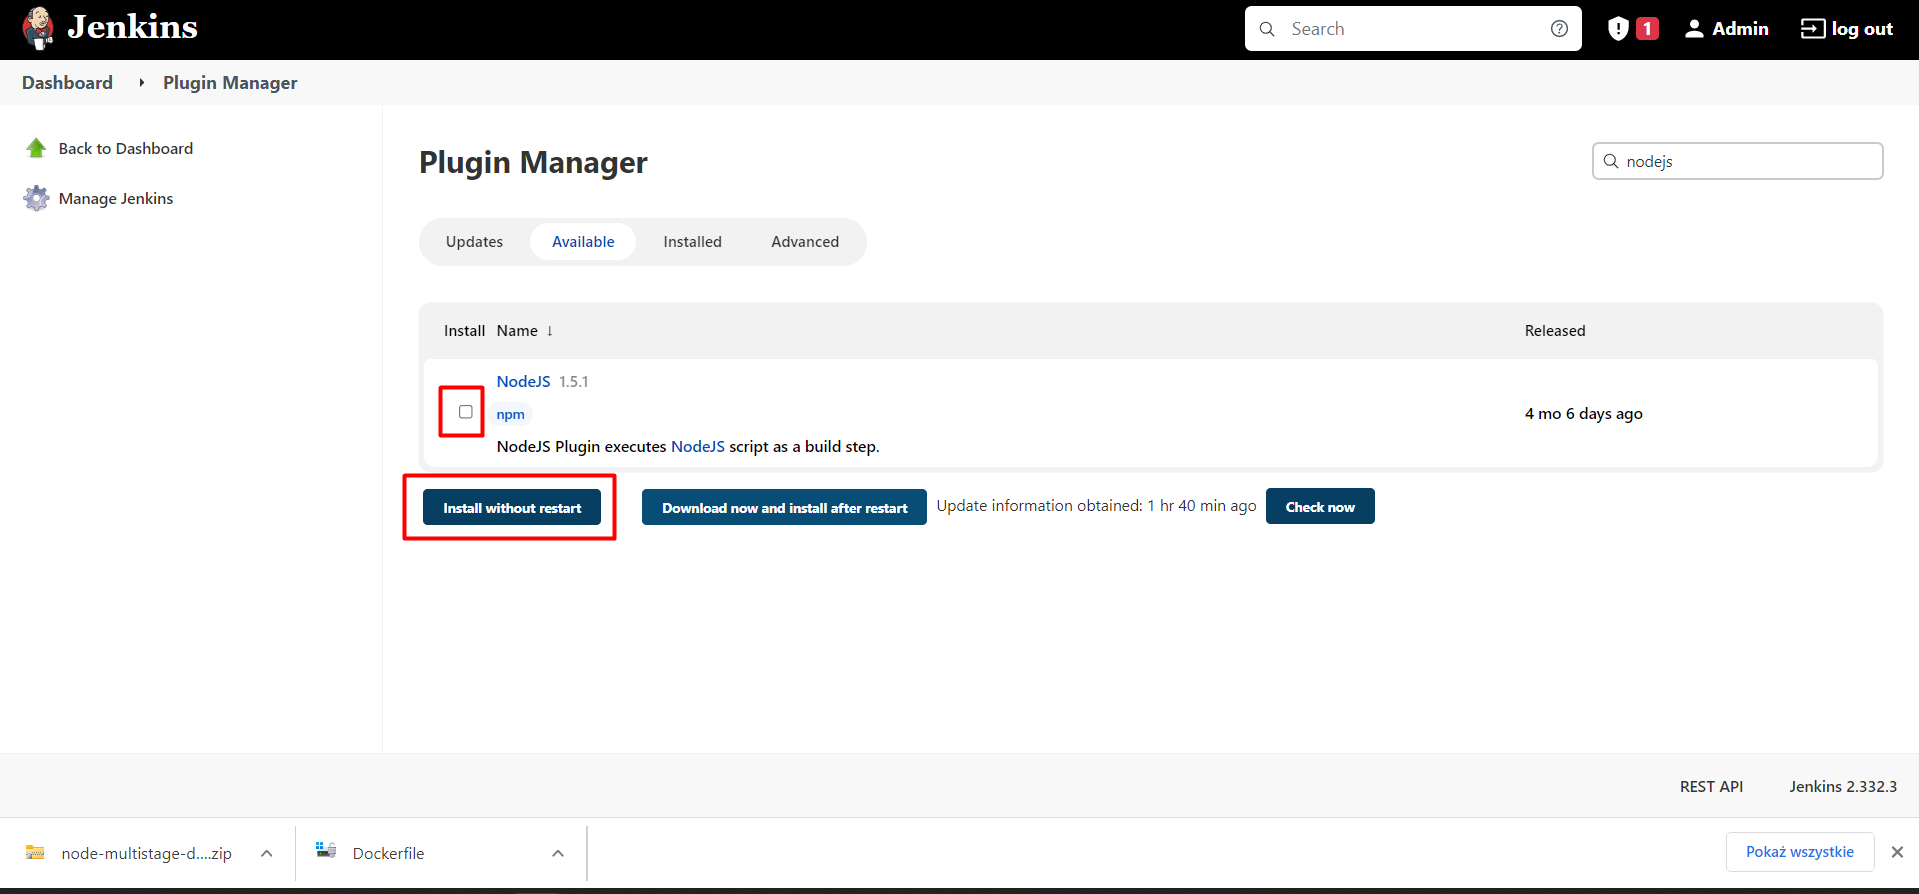 Jenkins
Search
1
Admin
log out
Dashboard
Plugin Manager
Back to Dashboard
Manage Jenkins
Plugin Manager
nodejs
Updates
Available
Installed
Advanced
Install Name ↓ Released
NodeJS 1.5.1
npm
4 mo 6 days ago
NodeJS Plugin executes NodeJS script as a build step.
Install without restart
Download now and install after restart
Update information obtained: 1 hr 40 min ago
Check now
REST API
Jenkins 2.332.3
node-multistage-d....zip
Dockerfile
Pokaż wszystkie